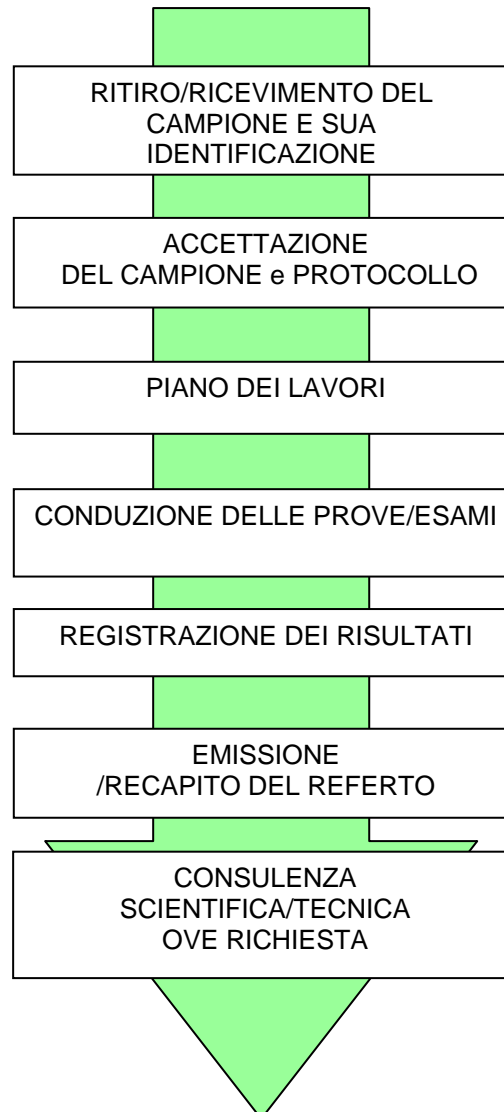 RITIRO/RICEVIMENTO DEL
CAMPIONE E SUA
IDENTIFICAZIONE
ACCETTAZIONE
DEL CAMPIONE e PROTOCOLLO
PIANO DEI LAVORI
CONDUZIONE DELLE PROVE/ESAMI
REGISTRAZIONE DEI RISULTATI
EMISSIONE
/RECAPITO DEL REFERTO
CONSULENZA
SCIENTIFICA/TECNICA
OVE RICHIESTA